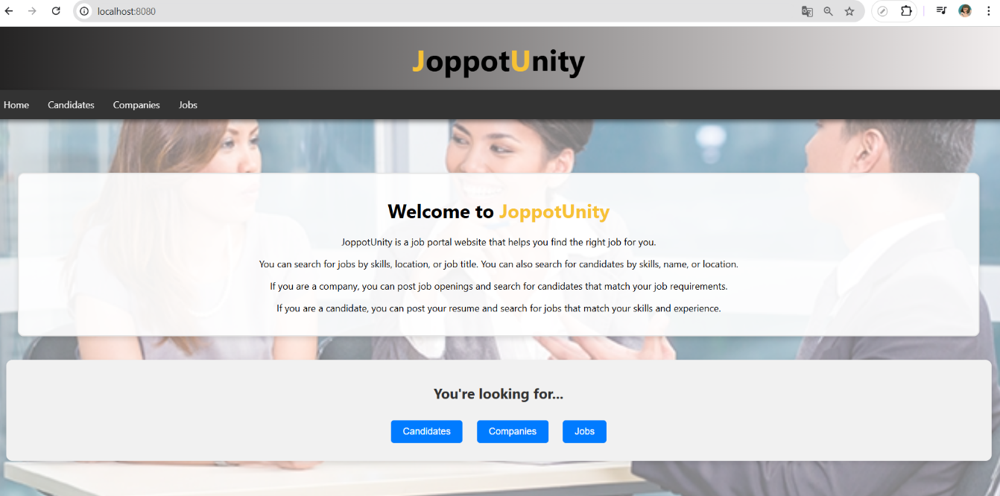 localhost:8080
JoppotUnity
Home Candidates Companies Jobs
Welcome to JoppotUnity
JoppotUnity is a job portal website that helps you find the right job for you.
You can search for jobs by skills, location, or job title. You can also search for candidates by skills, name, or location.
If you are a company, you can post job openings and search for candidates that match your job requirements.
If you are a candidate, you can post your resume and search for jobs that match your skills and experience.
You're looking for...
Candidates Companies Jobs